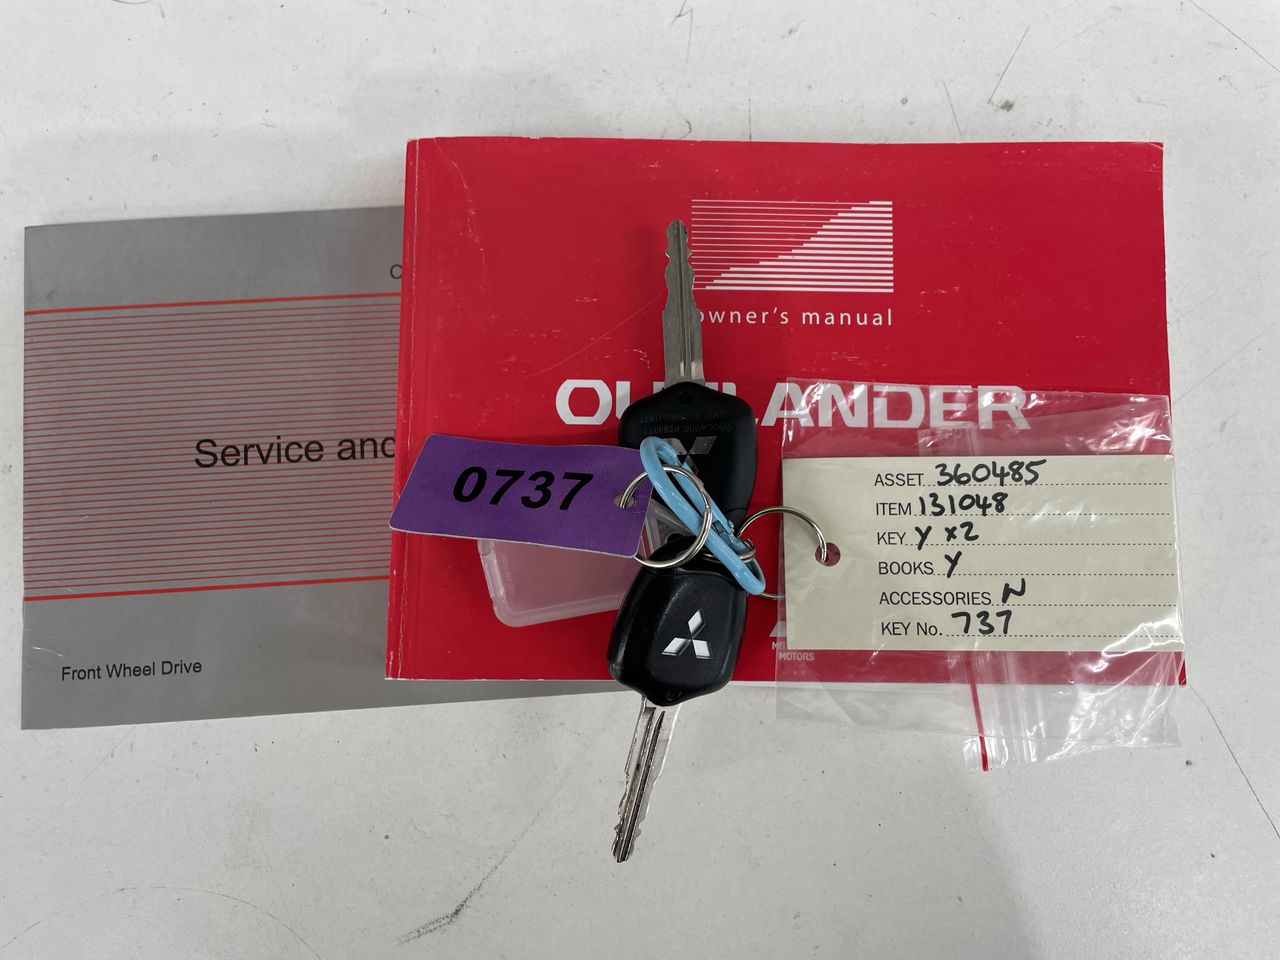 owner's manual
OUTLANDER
Service and
Front Wheel Drive
0737
ASSET 360485
ITEM 131048
KEY Y x2
BOOKS Y
ACCESSORIES N
KEY No. 737
MOTORS